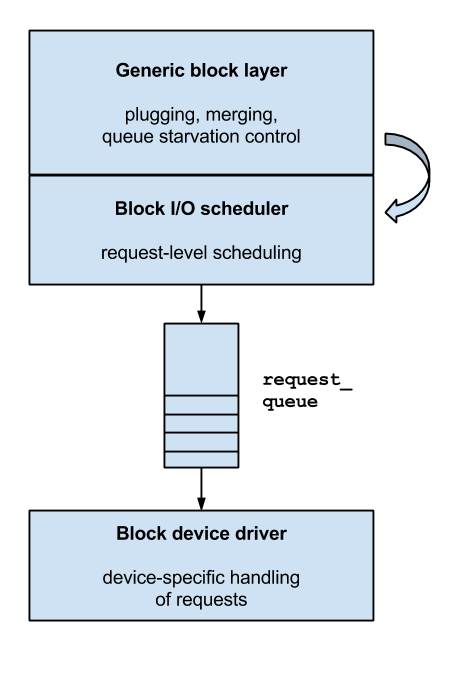 Generic block layer
plugging, merging,
queue starvation control
Block I/O scheduler
request-level scheduling
request_
queue
Block device driver
device-specific handling
of requests